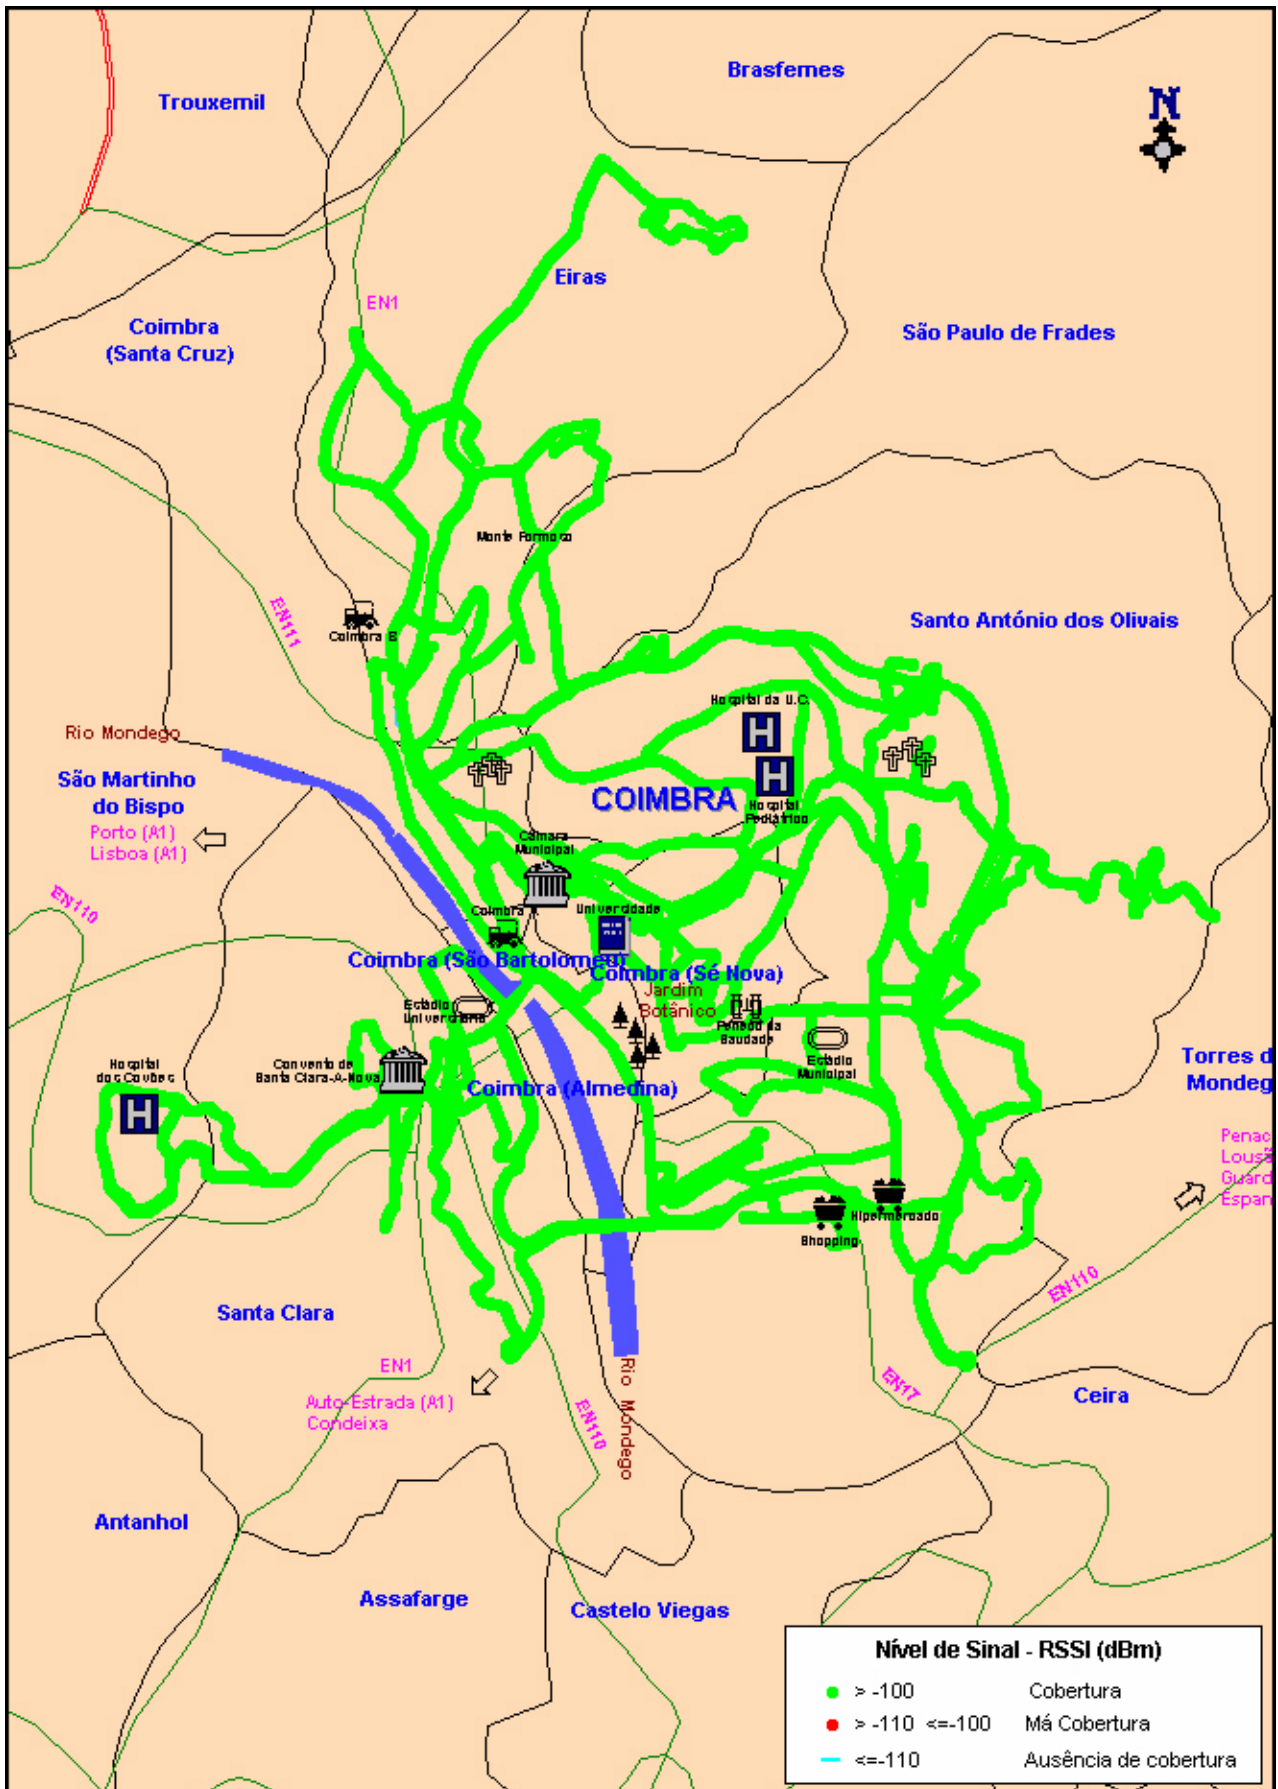 Brasfemes
Trouxemil
N
Eiras
EN1
Coimbra
(Santa Cruz)
São Paulo de Frades
Monte Formoso
EN111
Coimbra B
Santo António dos Olivais
Hospital da U.C.
H
H
Rio Mondego
São Martinho
do Bispo
COIMBRA
Hospital
Pediátrico
Porto (A1)
Lisboa (A1)
Câmara
Municipal
EN110
Coimbra
Universidade
Coimbra (São Bartolomeu)
Coimbra (Sé Nova)
Jardim
Botânico
Estádio
Universitário
Penedo da
Saudade
Estádio
Municipal
Hospital
dos Covões
H
Convento de
Santa Clara-A-Nova
Coimbra (Almedina)
Torres d
Mondeg
Penac
Lousã
Guard
Espan
Hipermercado
Shopping
EN110
Santa Clara
EN1
Auto-Estrada (A1)
Condeixa
EN110
Rio Mondego
EN17
Ceira
Antanhol
Assafarge
Castelo Viegas
Nível de Sinal - RSSI (dBm)
> -100 Cobertura
> -110 <=-100 Má Cobertura
<=-110 Ausência de cobertura